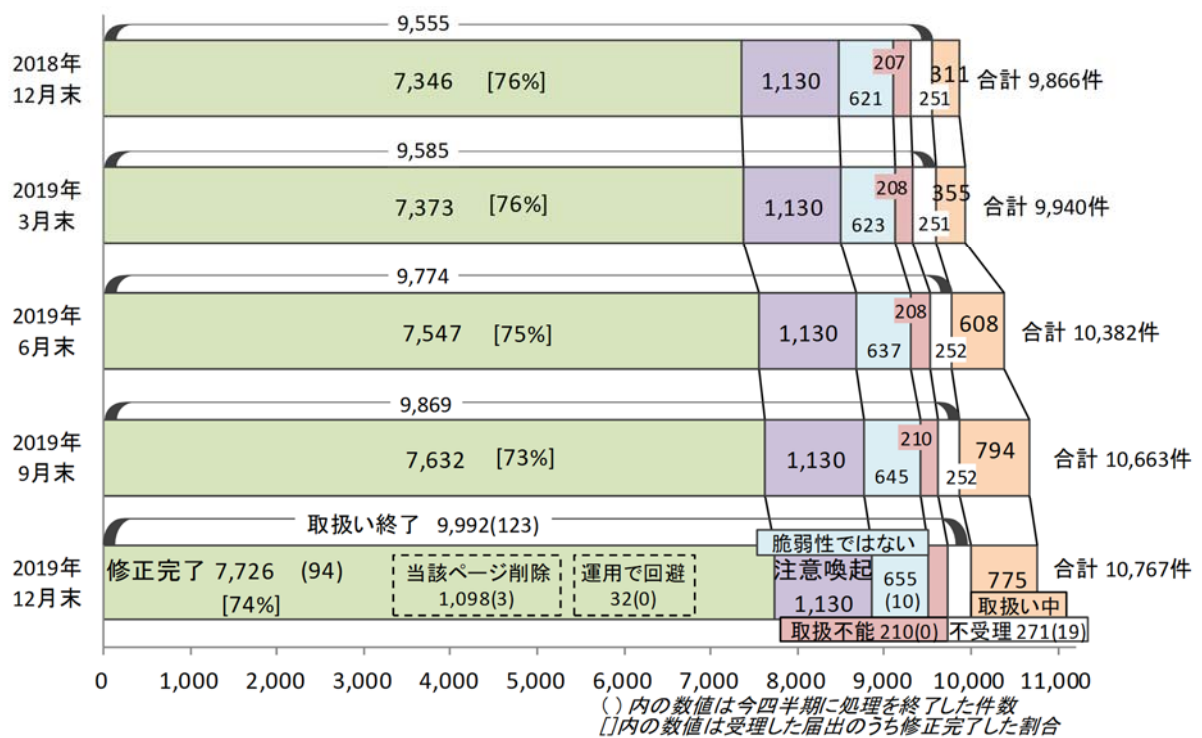 9,555
2018年
12月末
7,346 [76%]
1,130
621
207
251
311
合計 9,866件
9,585
2019年
3月末
7,373 [76%]
1,130
623
208
251
355
合計 9,940件
9,774
2019年
6月末
7,547 [75%]
1,130
637
208
252
608
合計 10,382件
9,869
2019年
9月末
7,632 [73%]
1,130
645
210
252
794
合計 10,663件
取扱い終了 9,992(123)
2019年
12月末
修正完了 7,726 (94)
[74%]
当該ページ削除
1,098(3)
運用で回避
32(0)
脆弱性ではない
注意喚起
1,130
655
(10)
775
合計 10,767件
取扱い中
取扱不能 210(0)
不受理 271(19)
0 1,000 2,000 3,000 4,000 5,000 6,000 7,000 8,000 9,000 10,000 11,000
( ) 内の数値は今四半期に処理を終了した件数
[]内の数値は受理した届出のうち修正完了した割合